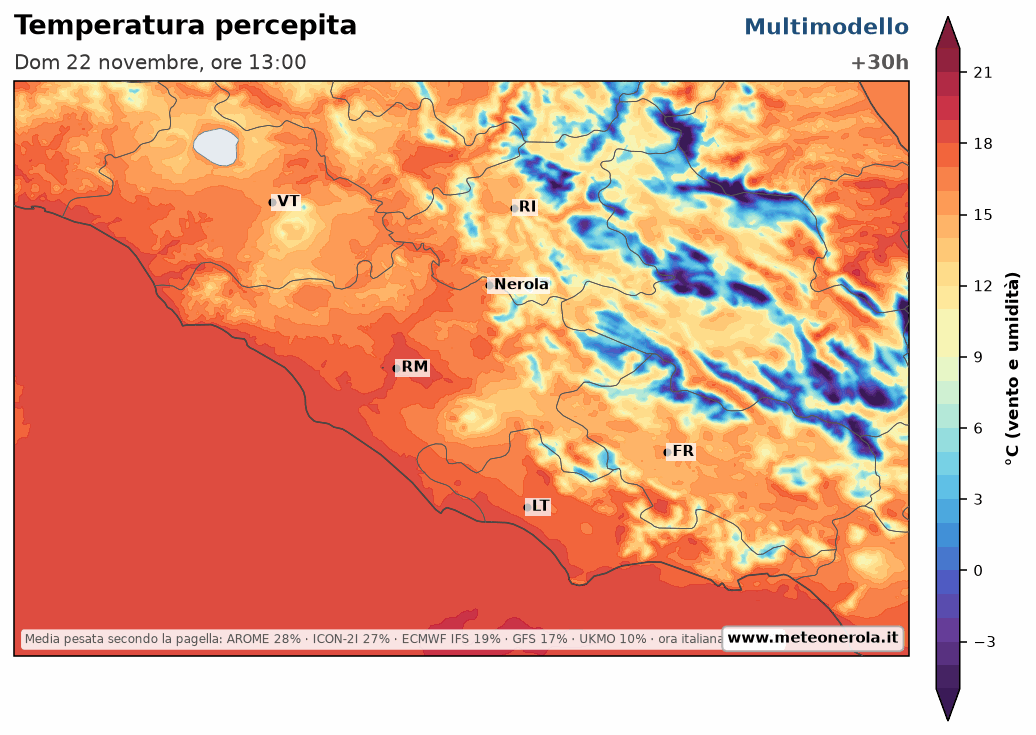 Temperatura percepita
Multimodello
Dom 22 novembre, ore 13:00
+30h
VT
RI
Nerola
RM
FR
LT
Media pesata secondo la pagella: AROME 28% · ICON-2I 27% · ECMWF IFS 19% · GFS 17% · UKMO 10% · ora italiana
www.meteonerola.it
21
18
15
12
9
6
3
0
−3
°C (vento e umidità)